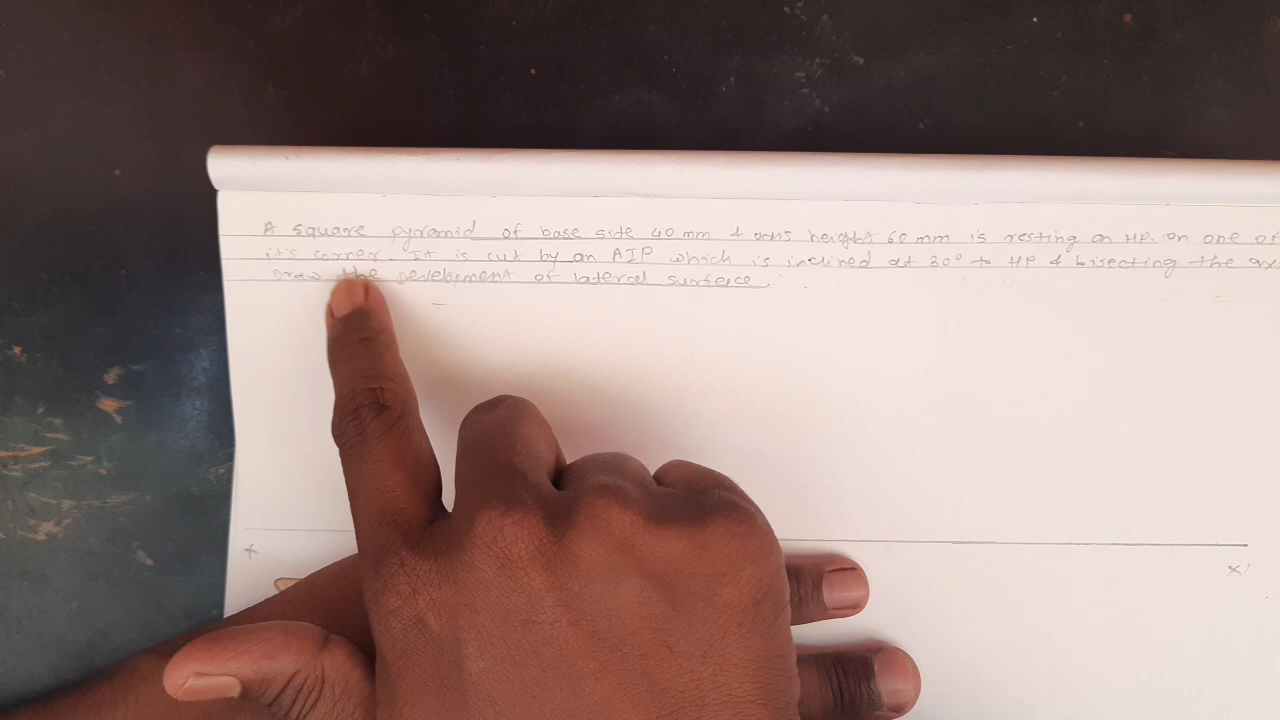 A square pyramid of base side 40 mm & axis height 60 mm is resting on HP. on one of
it's corner. It is cut by an AIP which is inclined at 30° to HP & bisecting the ax
Draw the Development of lateral surface.
X
X'